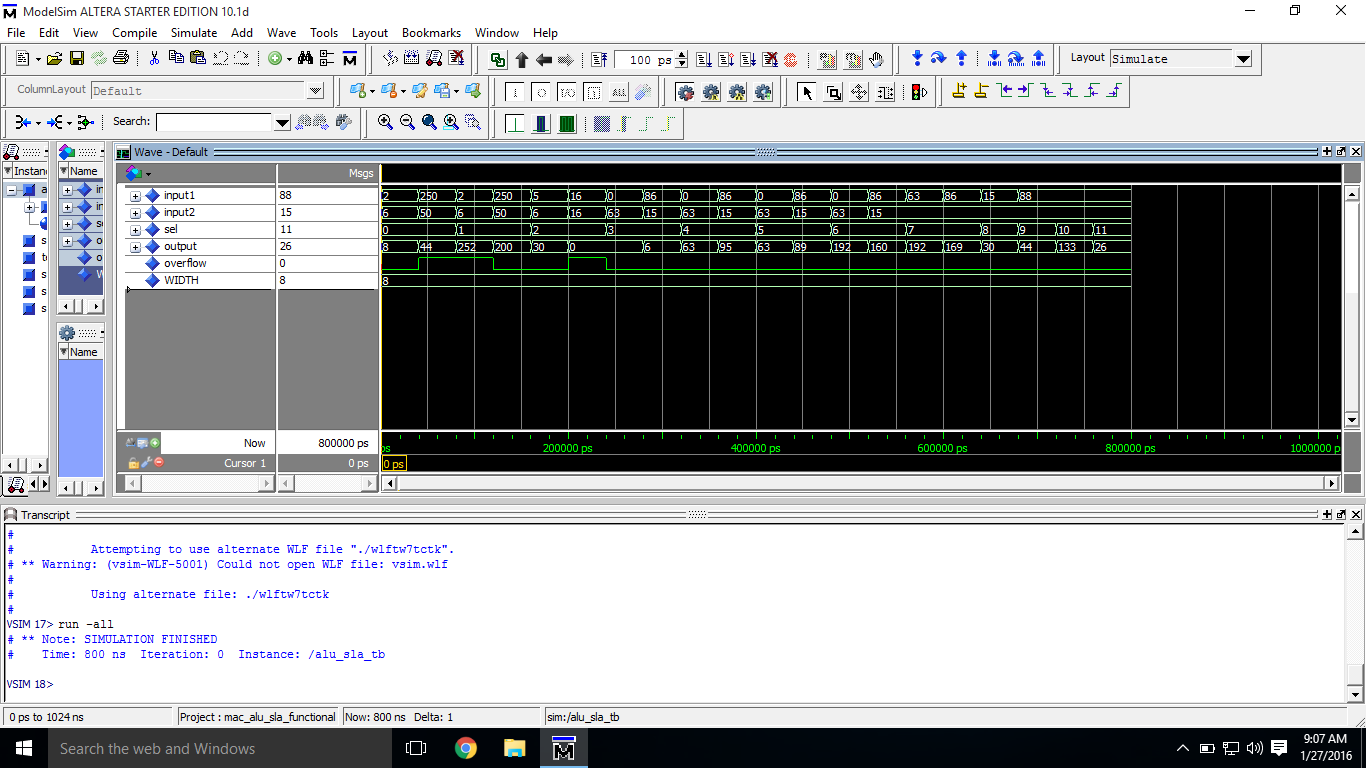 ModelSim ALTERA STARTER EDITION 10.1d
File Edit View Compile Simulate Add Wave Tools Layout Bookmarks Window Help
100 ps Layout Simulate
ColumnLayout Default
Search:
Wave - Default
Instan Name Msgs
input1 88 2 250 2 250 5 16 0 86 0 86 0 86 0 86 63 86 15 88
input2 15 6 50 6 50 6 16 63 15 63 15 63 15 63 15
sel 11 0 1 2 3 4 5 6 7 8 9 10 11
output 26 8 44 252 200 30 0 6 63 95 63 89 192 160 192 169 30 44 133 26
overflow 0
WIDTH 8 8
Name
Now 800000 ps ps 200000 ps 400000 ps 600000 ps 800000 ps 1000000 p
Cursor 1 0 ps 0 ps
Transcript
#
# Attempting to use alternate WLF file "./wlftw7tctk".
# ** Warning: (vsim-WLF-5001) Could not open WLF file: vsim.wlf
#
# Using alternate file: ./wlftw7tctk
#
VSIM 17> run -all
# ** Note: SIMULATION FINISHED
# Time: 800 ns Iteration: 0 Instance: /alu_sla_tb
VSIM 18>
0 ps to 1024 ns Project : mac_alu_sla_functional Now: 800 ns Delta: 1 sim:/alu_sla_tb
Search the web and Windows
9:07 AM
1/27/2016